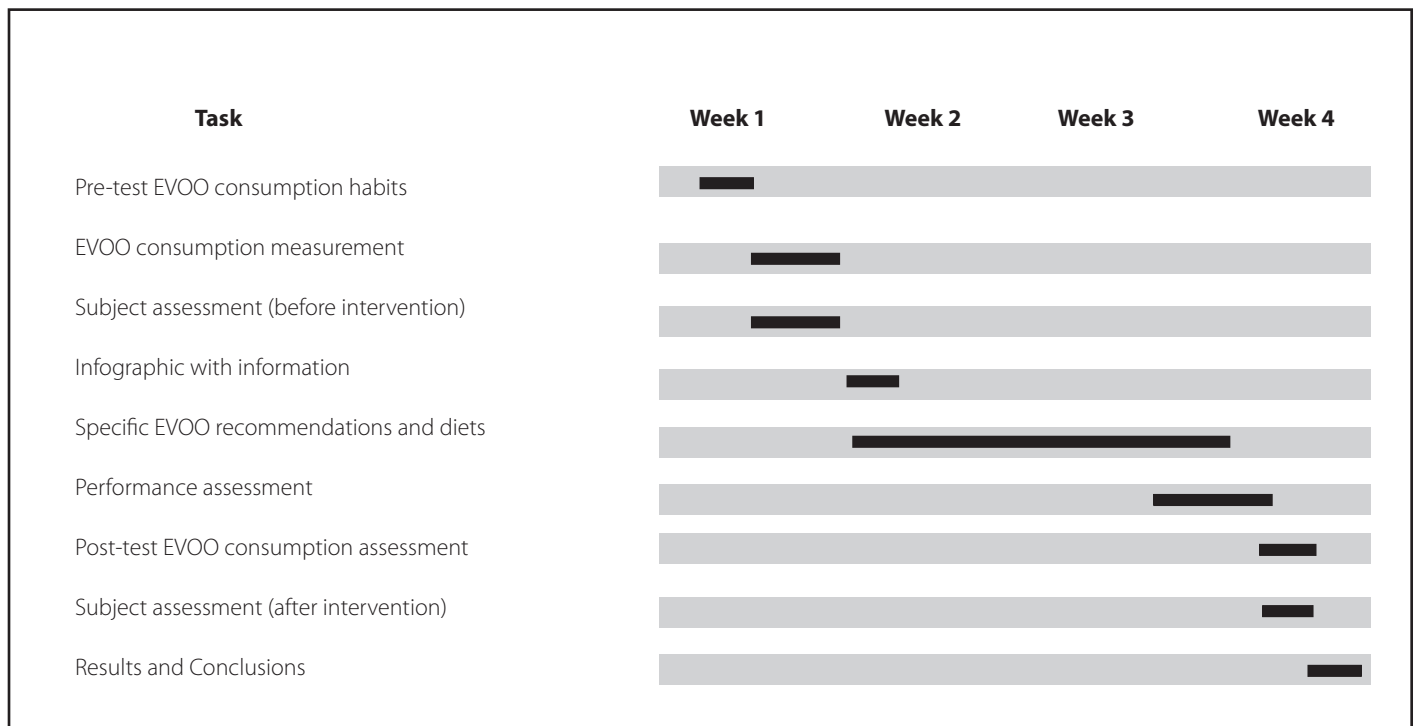 Task Week 1 Week 2 Week 3 Week 4
Pre-test EVOO consumption habits
EVOO consumption measurement
Subject assessment (before intervention)
Infographic with information
Specific EVOO recommendations and diets
Performance assessment
Post-test EVOO consumption assessment
Subject assessment (after intervention)
Results and Conclusions